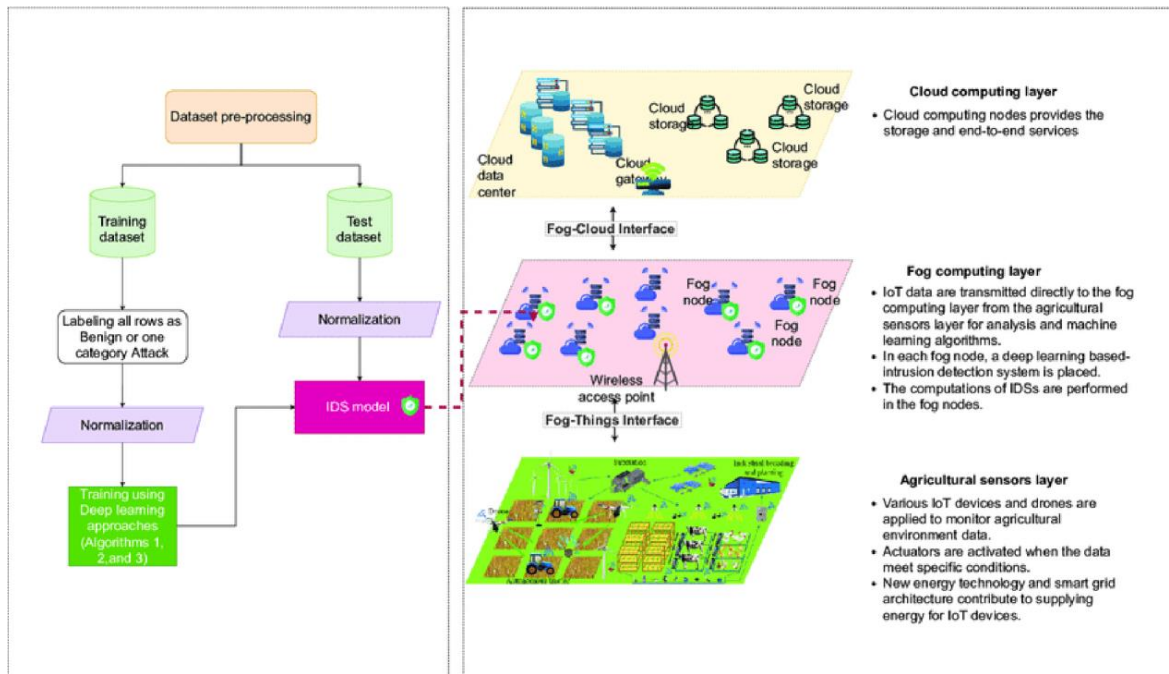 Dataset pre-processing
Training
dataset
Test
dataset
Labeling all rows as
Benign or one
category Attack
Normalization
Normalization
IDS model
Training using
Deep learning
approaches
(Algorithms 1,
2,and 3)
Cloud
data
center
Cloud
gateway
Cloud
storage
Cloud
storage
Cloud
storage
Fog-Cloud Interface
Fog
node
Fog
node
Fog
node
Wireless
access point
Fog-Things Interface
Cloud computing layer
• Cloud computing nodes provides the
storage and end-to-end services
Fog computing layer
• IoT data are transmitted directly to the fog
computing layer from the agricultural
sensors layer for analysis and machine
learning algorithms.
• In each fog node, a deep learning based-
intrusion detection system is placed.
• The computations of IDSs are performed
in the fog nodes.
Agricultural sensors layer
• Various IoT devices and drones are
applied to monitor agricultural
environment data.
• Actuators are activated when the data
meet specific conditions.
• New energy technology and smart grid
architecture contribute to supplying
energy for IoT devices.